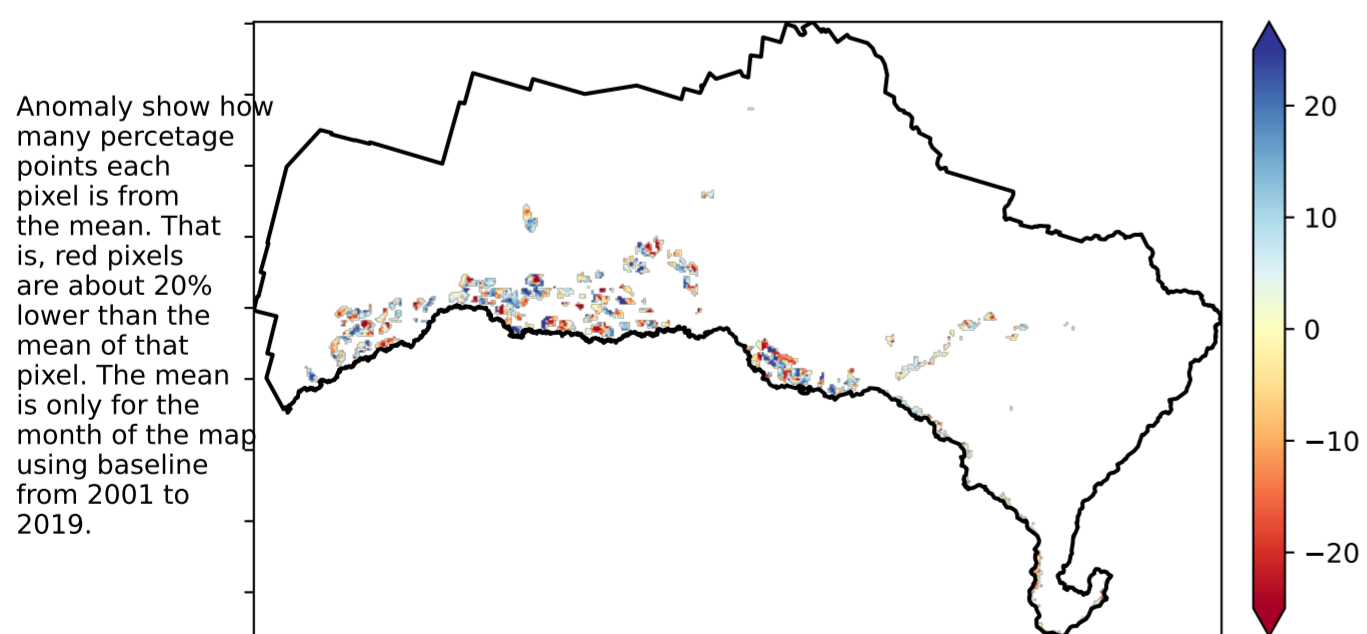 Anomaly show how
many percetage
points each
pixel is from
the mean. That
is, red pixels
are about 20%
lower than the
mean of that
pixel. The mean
is only for the
month of the map
using baseline
from 2001 to
2019.
20
10
0
−10
−20